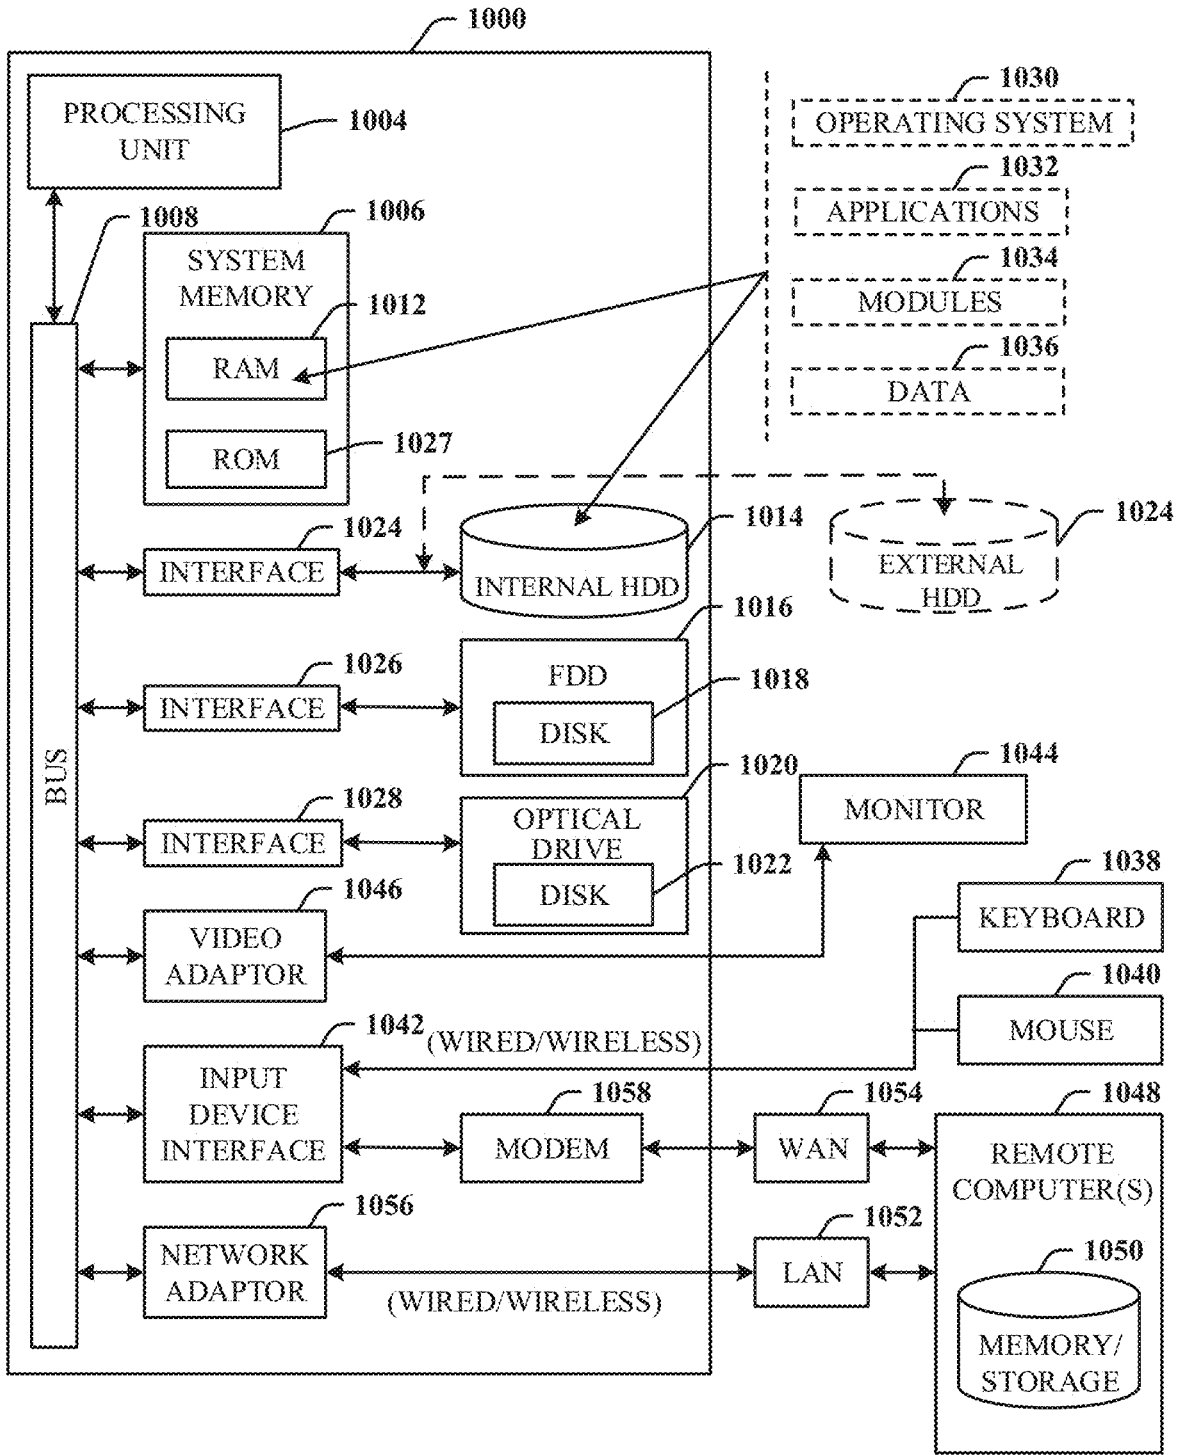 1000
PROCESSING
UNIT
1004
1030
OPERATING SYSTEM
1032
APPLICATIONS
1034
MODULES
1036
DATA
1008
1006
SYSTEM
MEMORY
1012
RAM
1027
ROM
1024
INTERFACE
1014
INTERNAL HDD
1024
EXTERNAL
HDD
1026
INTERFACE
1016
FDD
1018
DISK
BUS
1028
INTERFACE
1020
OPTICAL
DRIVE
1022
DISK
1044
MONITOR
1046
VIDEO
ADAPTOR
1038
KEYBOARD
1040
MOUSE
1042
(WIRED/WIRELESS)
INPUT
DEVICE
INTERFACE
1058
MODEM
1054
WAN
1048
REMOTE
COMPUTER(S)
1056
NETWORK
ADAPTOR
(WIRED/WIRELESS)
1052
LAN
1050
MEMORY/
STORAGE